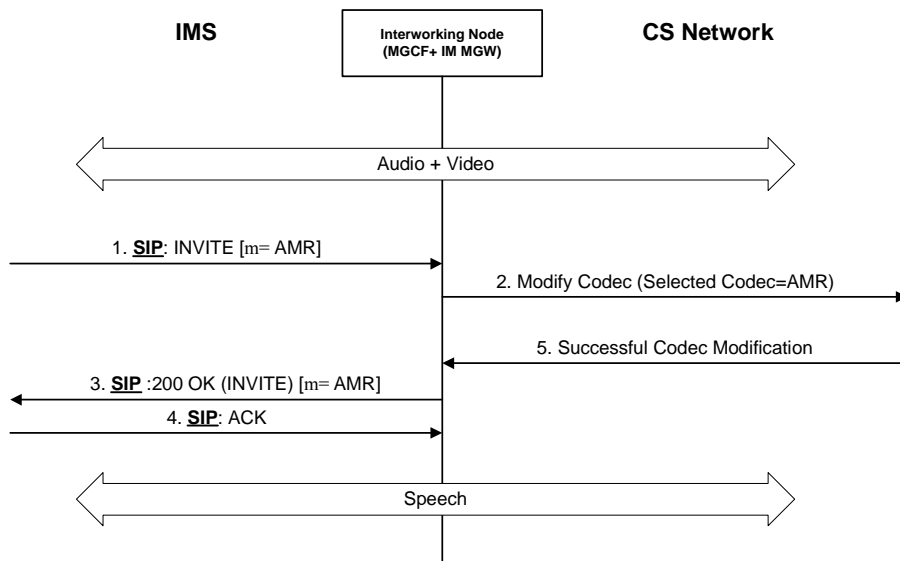 IMS
Interworking Node
(MGCF+ IM MGW)
CS Network
Audio + Video
1. SIP: INVITE [m= AMR]
2. Modify Codec (Selected Codec=AMR)
5. Successful Codec Modification
3. SIP :200 OK (INVITE) [m= AMR]
4. SIP: ACK
Speech